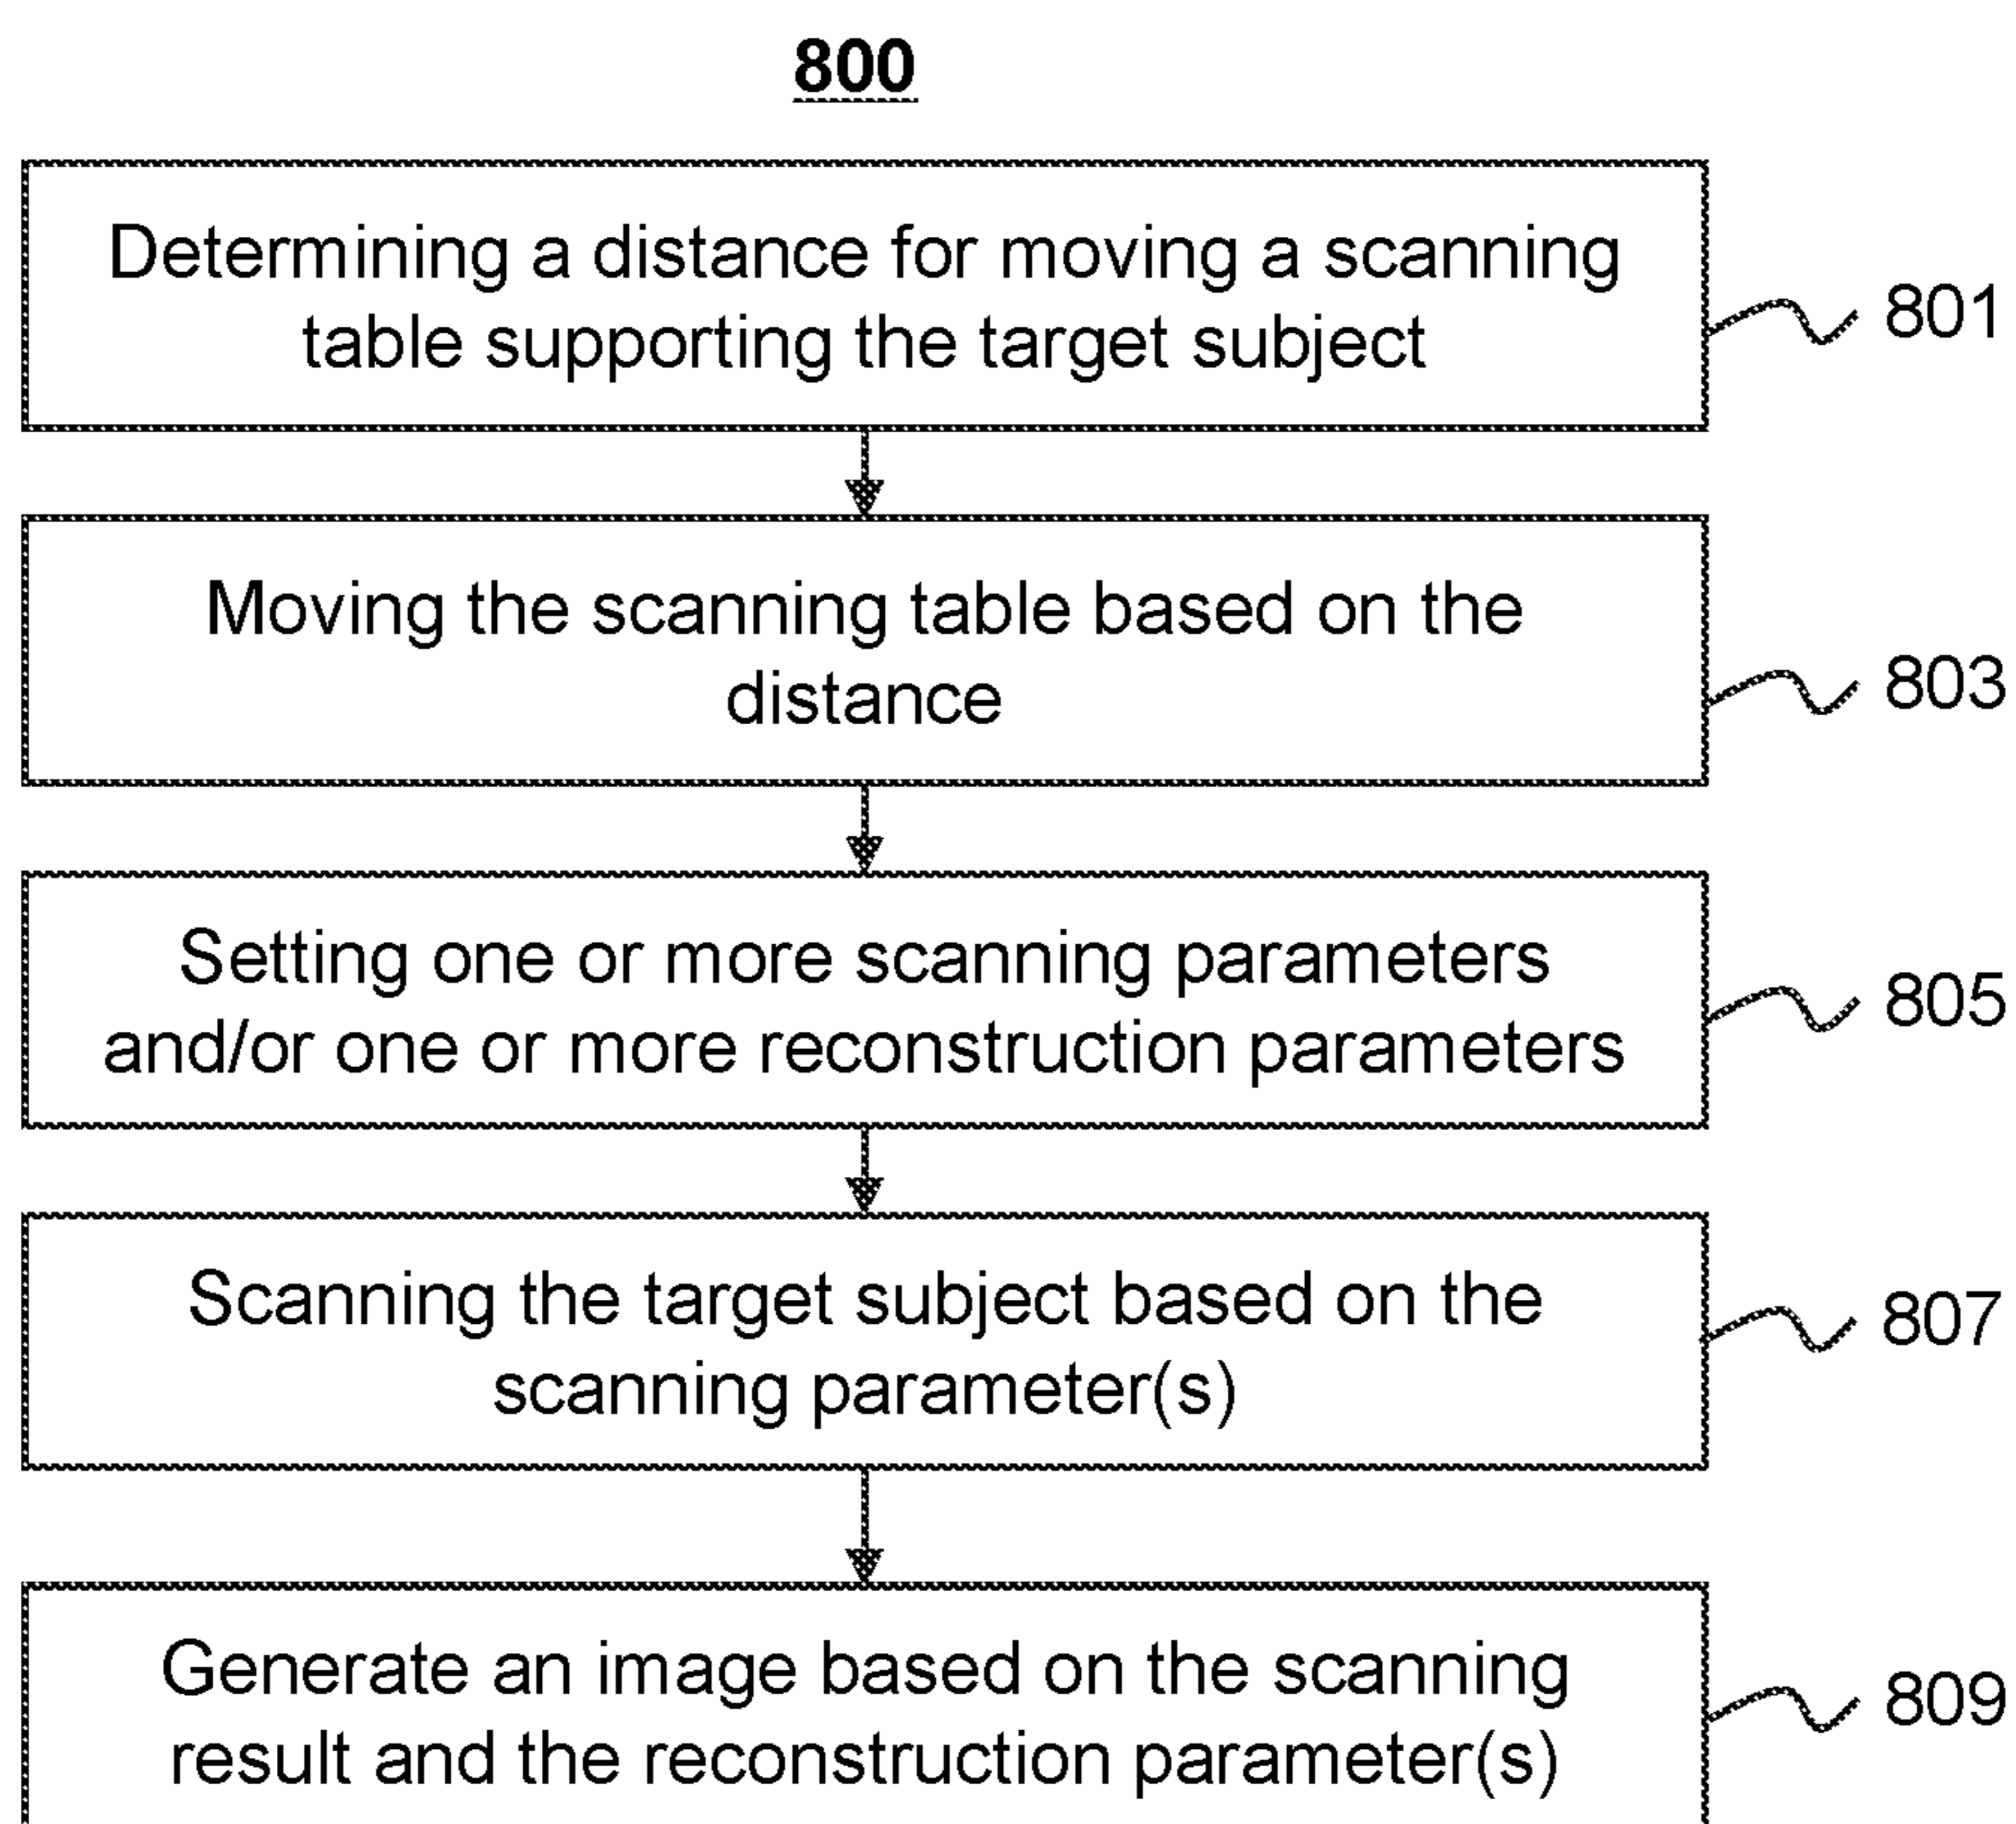 800
Determining a distance for moving a scanning
table supporting the target subject
801
Moving the scanning table based on the
distance
803
Setting one or more scanning parameters
and/or one or more reconstruction parameters
805
Scanning the target subject based on the
scanning parameter(s)
807
Generate an image based on the scanning
result and the reconstruction parameter(s)
809